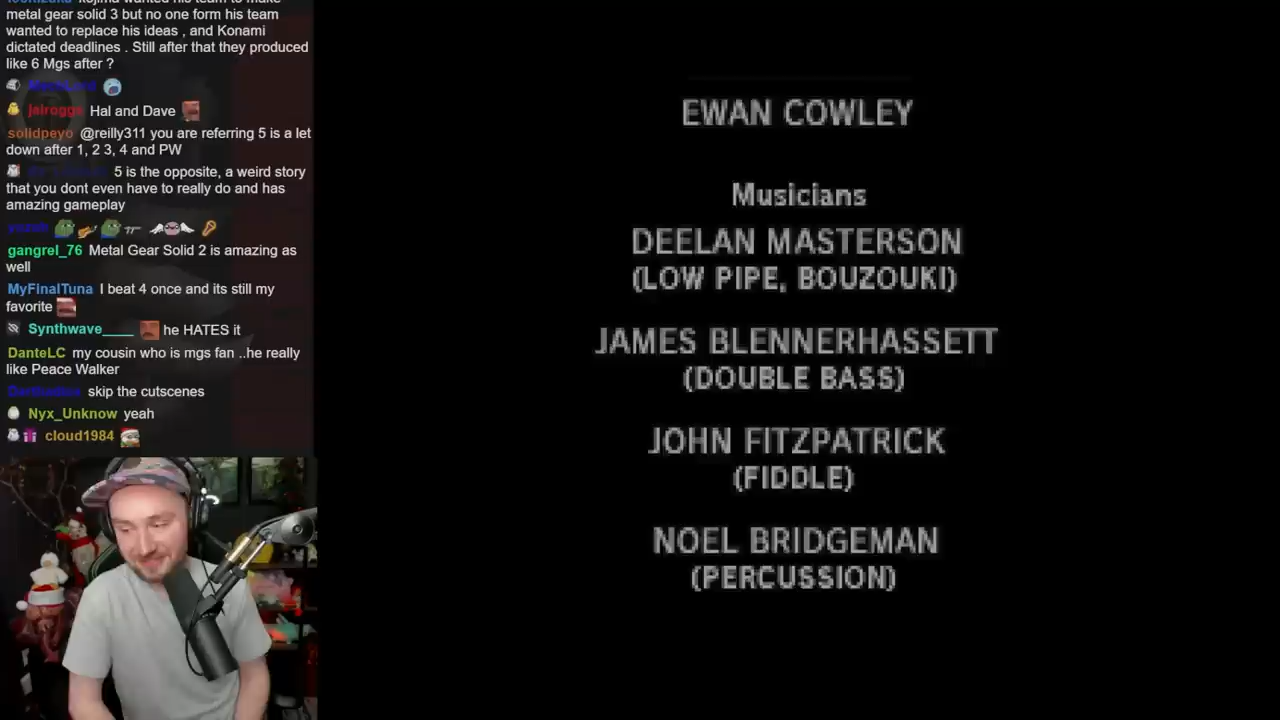 metal gear solid 3 but no one form his team
wanted to replace his ideas , and Konami
dictated deadlines . Still after that they produced
like 6 Mgs after ?
jalroggs Hal and Dave
solidpeyo @reilly311 you are referring 5 is a let
down after 1, 2 3, 4 and PW
5 is the opposite, a weird story
that you dont even have to really do and has
amazing gameplay
gangrel_76 Metal Gear Solid 2 is amazing as
well
MyFinalTuna I beat 4 once and its still my
favorite
Synthwave____ he HATES it
DanteLC my cousin who is mgs fan ..he really
like Peace Walker
skip the cutscenes
Nyx_Unknow yeah
cloud1984
EWAN COWLEY
Musicians
DEELAN MASTERSON
(LOW PIPE, BOUZOUKI)
JAMES BLENNERHASSETT
(DOUBLE BASS)
JOHN FITZPATRICK
(FIDDLE)
NOEL BRIDGEMAN
(PERCUSSION)